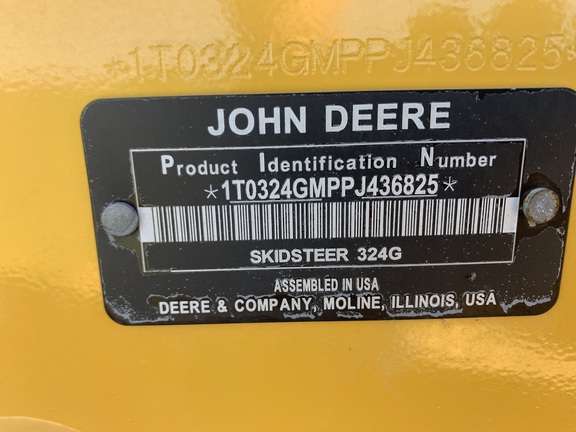 *1T0324GMPPJ436825*
JOHN DEERE
Product Identification Number
*1T0324GMPPJ436825*
SKIDSTEER 324G
ASSEMBLED IN USA
DEERE & COMPANY, MOLINE, ILLINOIS, USA